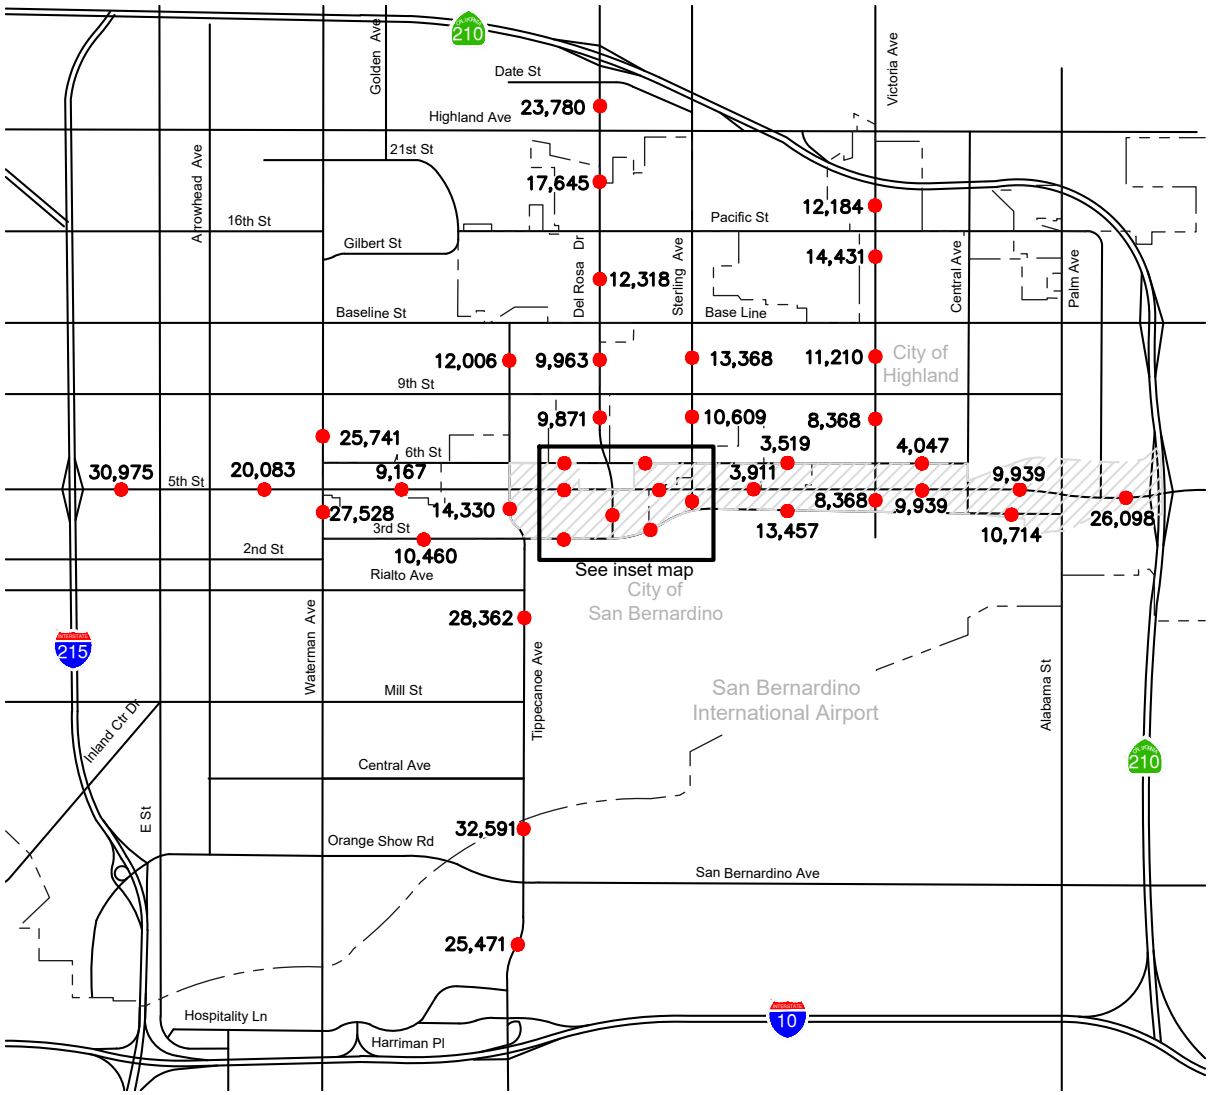 CALIFORNIA
210
Golden Ave
Victoria Ave
Date St
23,780
Highland Ave
21st St
Arrowhead Ave
17,645
12,184
16th St
Pacific St
Gilbert St
Del Rosa Dr
Sterling Ave
14,431
Central Ave
Palm Ave
12,318
Baseline St
Base Line
12,006
9,963
13,368
11,210
City of
Highland
9th St
9,871
10,609
8,368
25,741
6th St
3,519
4,047
30,975
20,083
9,167
3,911
9,939
5th St
27,528
14,330
8,368
9,939
26,098
3rd St
13,457
10,714
2nd St
10,460
See inset map
Rialto Ave
City of
San Bernardino
28,362
Waterman Ave
Tippecanoe Ave
INTERSTATE
215
Mill St
San Bernardino
International Airport
Alabama St
Inland Ctr Dr
Central Ave
CALIFORNIA
210
E St
32,591
Orange Show Rd
San Bernardino Ave
25,471
Hospitality Ln
INTERSTATE
10
Harriman Pl